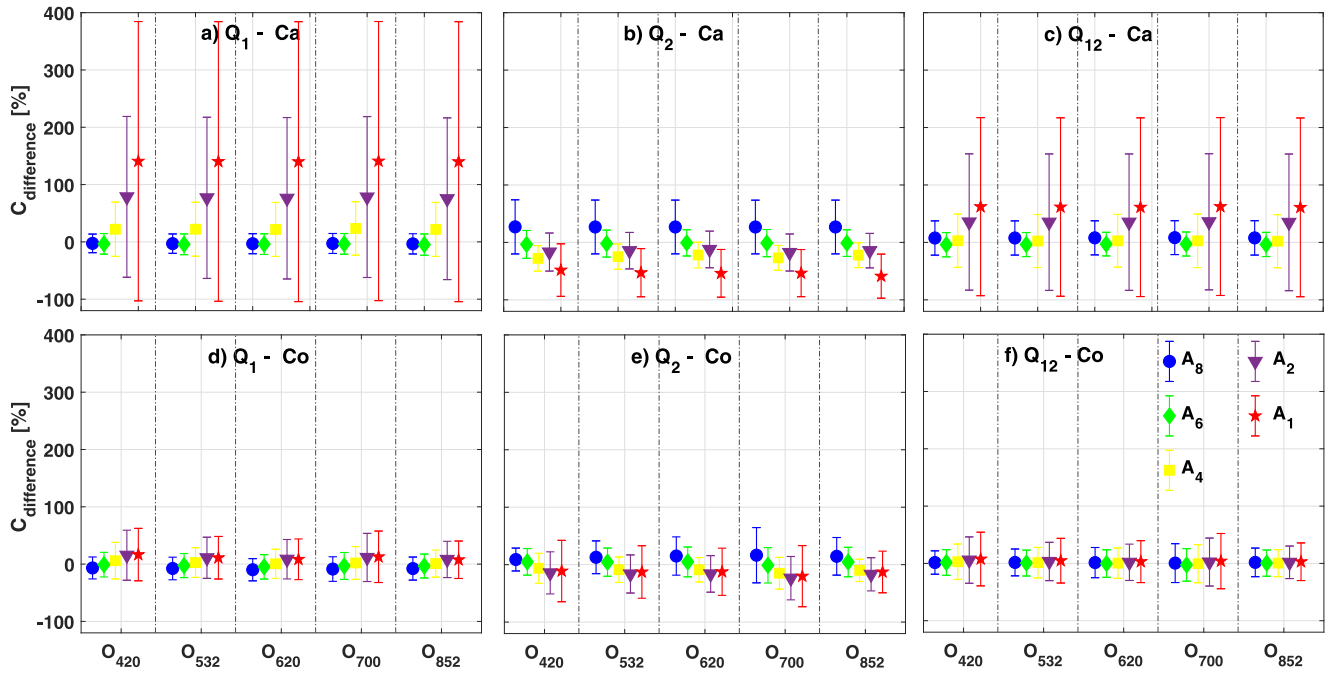 a) Q1 - Ca
b) Q2 - Ca
c) Q12 - Ca
Cdifference [%]
400
300
200
100
0
-100
d) Q1 - Co
e) Q2 - Co
f) Q12 - Co
A8
A2
A6
A1
A4
Cdifference [%]
400
300
200
100
0
-100
O420 O532 O620 O700 O852
O420 O532 O620 O700 O852
O420 O532 O620 O700 O852